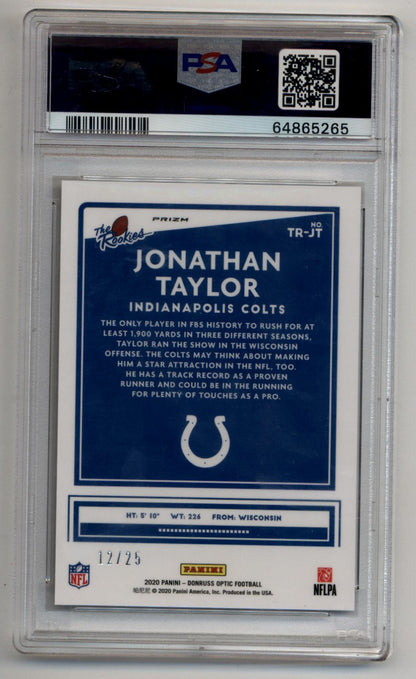 PSA
64865265
The Rookies
PRIZM
NO.
TR-JT
JONATHAN
TAYLOR
INDIANAPOLIS COLTS
THE ONLY PLAYER IN FBS HISTORY TO RUSH FOR AT
LEAST 1,900 YARDS IN THREE DIFFERENT SEASONS,
TAYLOR RAN THE SHOW IN THE WISCONSIN
OFFENSE. THE COLTS MAY THINK ABOUT MAKING
HIM A STAR ATTRACTION IN THE NFL, TOO.
HE HAS A TRACK RECORD AS A PROVEN
RUNNER AND COULD BE IN THE RUNNING
FOR PLENTY OF TOUCHES AS A PRO.
HT: 5' 10" WT: 226 FROM: WISCONSIN
12/25
NFL
PANINI
NFLPA
2020 PANINI – DONRUSS OPTIC FOOTBALL
帕尼尼 © 2020 Panini America, Inc. Produced in the USA.
PSA